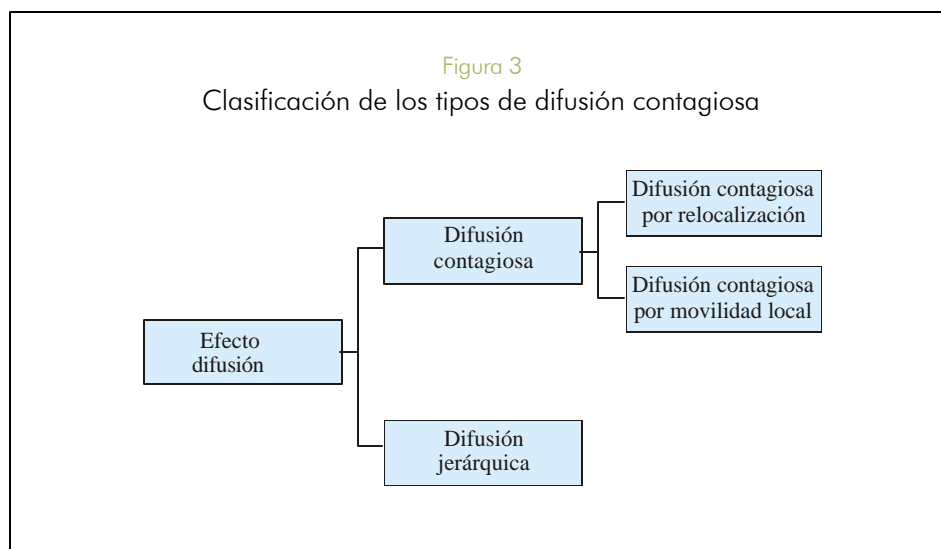 Figura 3
Clasificación de los tipos de difusión contagiosa
Difusión contagiosa
por relocalización
Difusión
contagiosa
Difusión contagiosa
por movilidad local
Efecto
difusión
Difusión
jerárquica